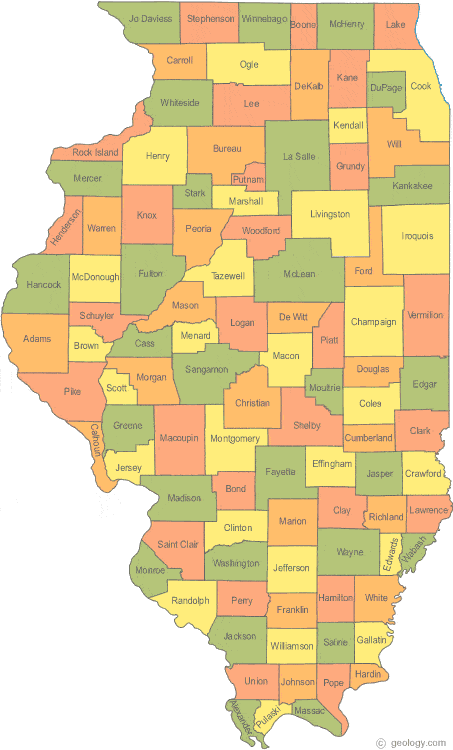 Jo Daviess
Stephenson
Winnebago
Boone
McHenry
Lake
Carroll
Ogle
DeKalb
Kane
DuPage
Cook
Whiteside
Lee
Kendall
Will
Rock Island
Henry
Bureau
La Salle
Grundy
Mercer
Putnam
Kankakee
Stark
Marshall
Henderson
Warren
Knox
Peoria
Woodford
Livingston
Iroquois
Hancock
McDonough
Fulton
Tazewell
McLean
Ford
Schuyler
Mason
Logan
De Witt
Champaign
Vermilion
Adams
Brown
Cass
Menard
Macon
Piatt
Pike
Scott
Morgan
Sangamon
Christian
Moultrie
Douglas
Edgar
Coles
Calhoun
Greene
Macoupin
Montgomery
Shelby
Cumberland
Clark
Jersey
Fayette
Effingham
Jasper
Crawford
Madison
Bond
Clinton
Marion
Clay
Richland
Lawrence
Saint Clair
Monroe
Washington
Jefferson
Wayne
Edwards
Wabash
Randolph
Perry
Franklin
Hamilton
White
Jackson
Williamson
Saline
Gallatin
Union
Johnson
Pope
Hardin
Alexander
Pulaski
Massac
© geology.com